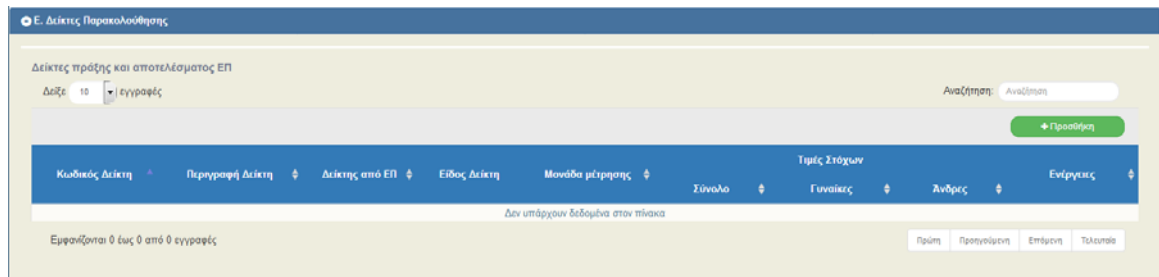 Ε. Δείκτες Παρακολούθησης
Δείκτες πράξης και αποτελέσματος ΕΠ
Δείξε 10 εγγραφές
Αναζήτηση: Αναζήτηση
+Προσθήκη
Τιμές Στόχων
Κωδικός Δείκτη Περιγραφή Δείκτη Δείκτης από ΕΠ Είδος Δείκτη Μονάδα μέτρησης Ενέργειες
Σύνολο Γυναίκες Άνδρες
Δεν υπάρχουν δεδομένα στον πίνακα
Εμφανίζονται 0 έως 0 από 0 εγγραφές
Πρώτη Προηγούμενη Επόμενη Τελευταία